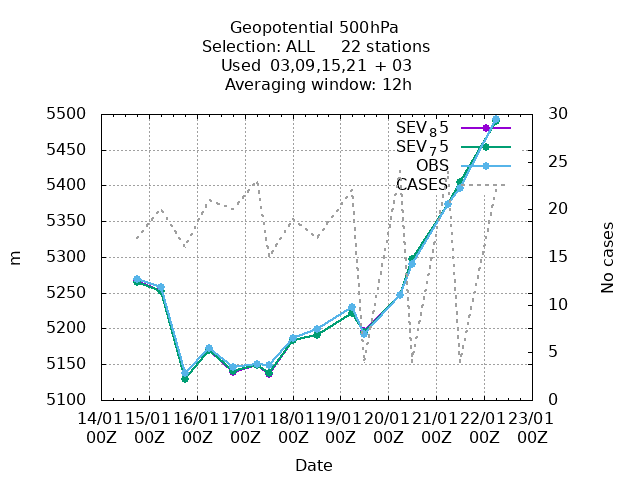 Geopotential 500hPa
Selection: ALL 22 stations
Used 03,09,15,21 + 03
Averaging window: 12h
5500 30
SEV₈5
SEV₇5
OBS
CASES
5450
25
5400
20
5350
5300
15
5250
10
5200
5
5150
5100 0
m
No cases
14/01 15/01 16/01 17/01 18/01 19/01 20/01 21/01 22/01 23/01
00Z 00Z 00Z 00Z 00Z 00Z 00Z 00Z 00Z 00Z
Date